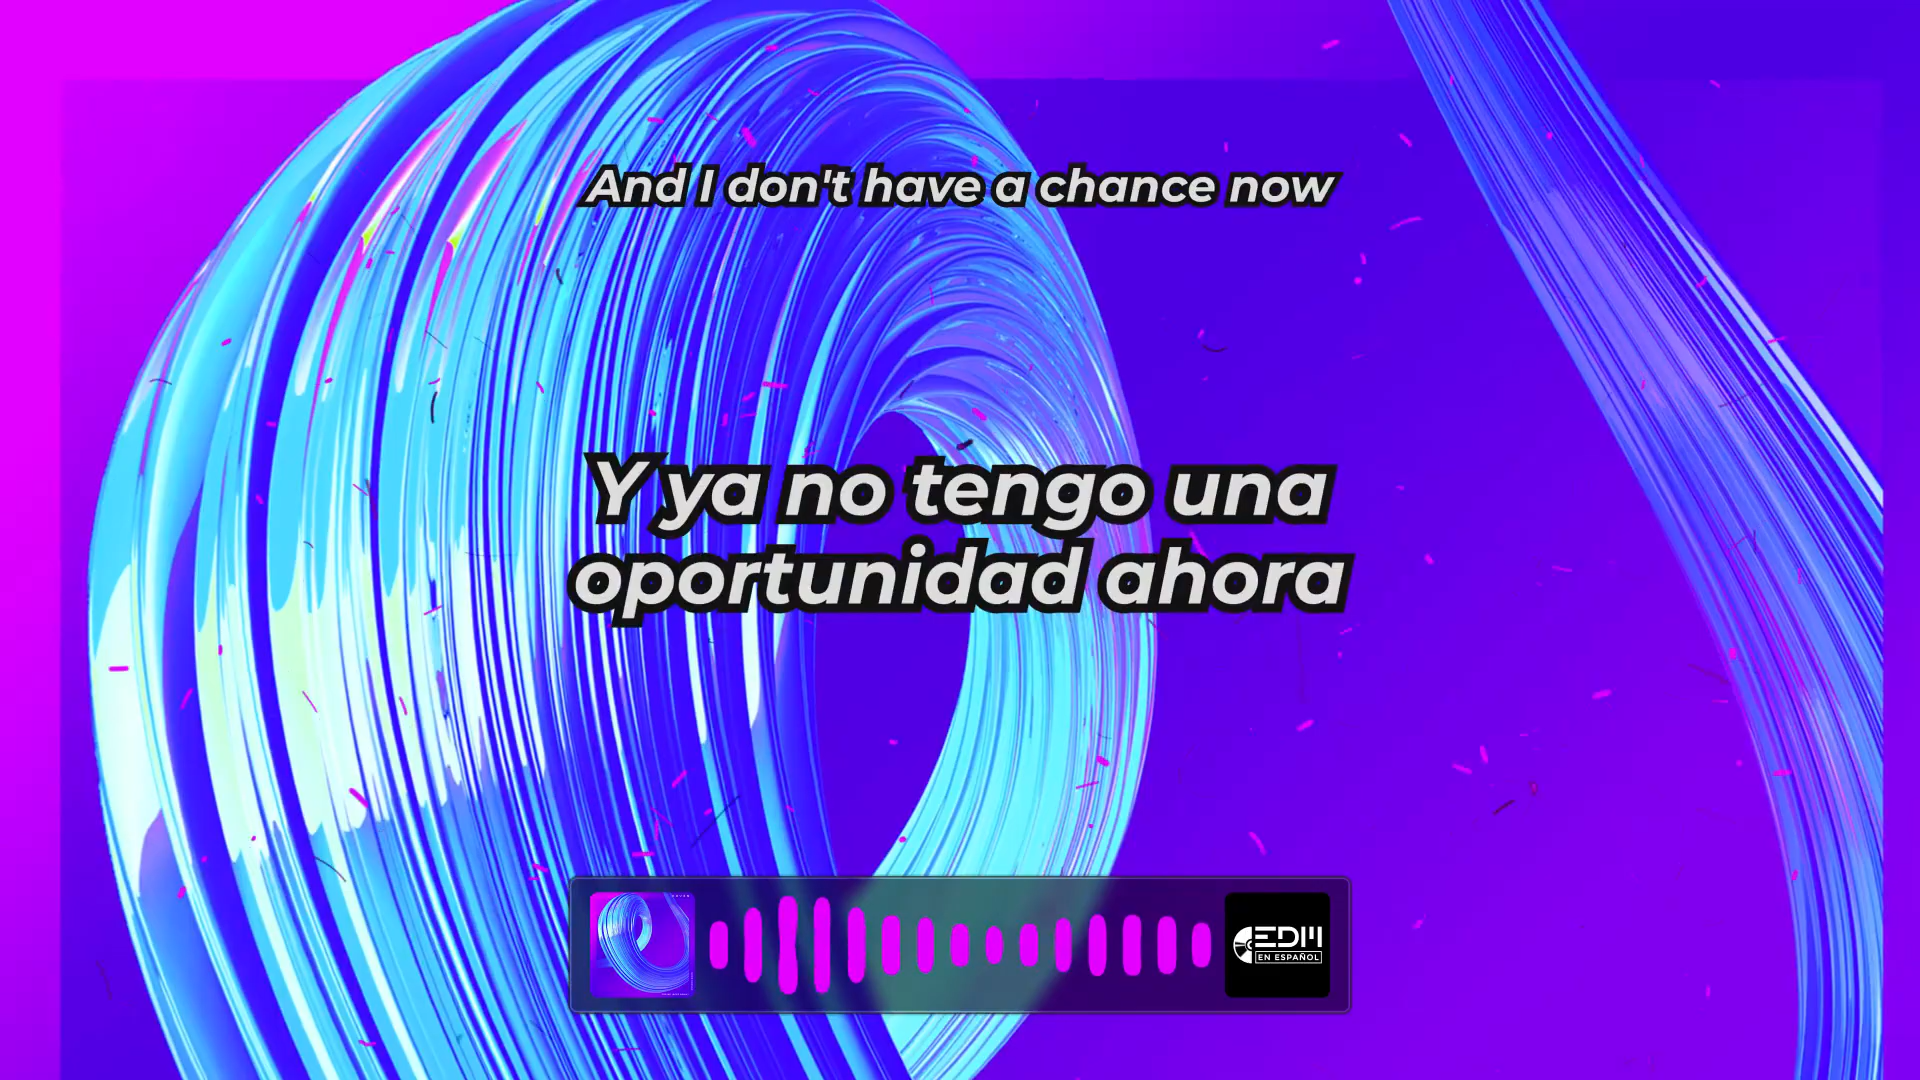 And I don't have a chance now
Y ya no tengo una
oportunidad ahora
EDM
EN ESPAÑOL